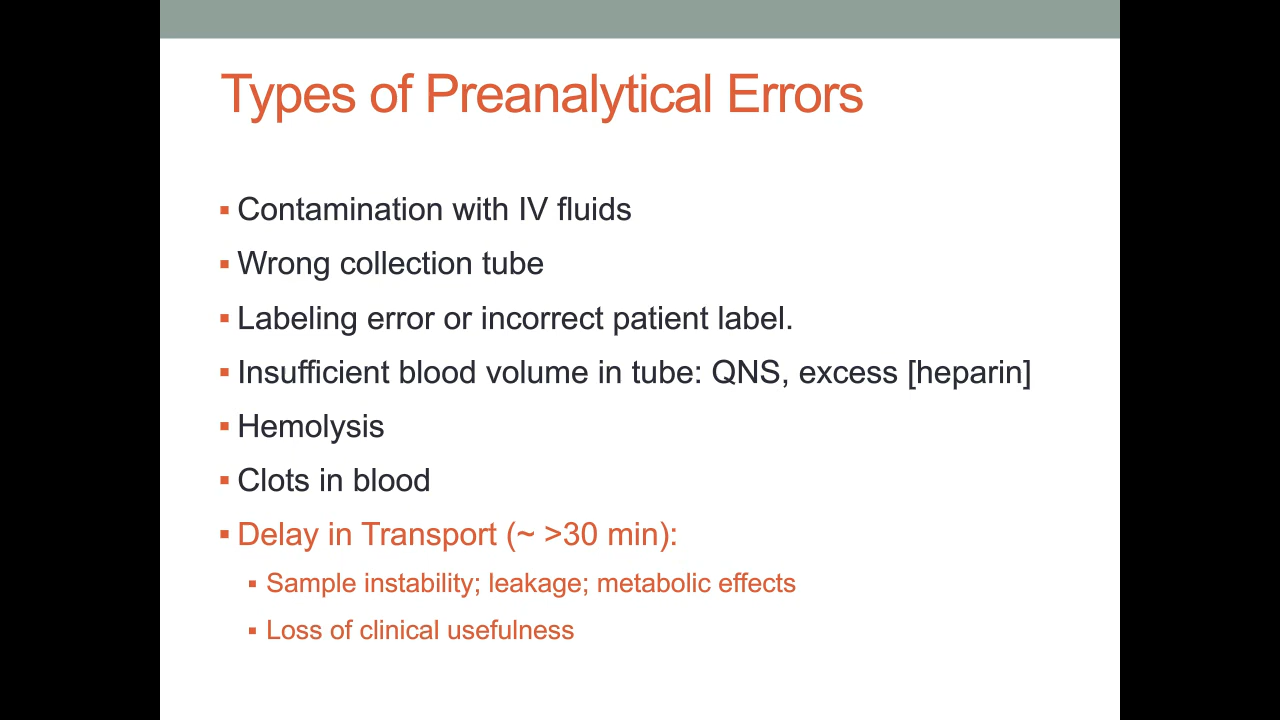 Types of Preanalytical Errors
▪ Contamination with IV fluids
▪ Wrong collection tube
▪ Labeling error or incorrect patient label.
▪ Insufficient blood volume in tube: QNS, excess [heparin]
▪ Hemolysis
▪ Clots in blood
▪ Delay in Transport (~ >30 min):
▪ Sample instability; leakage; metabolic effects
▪ Loss of clinical usefulness